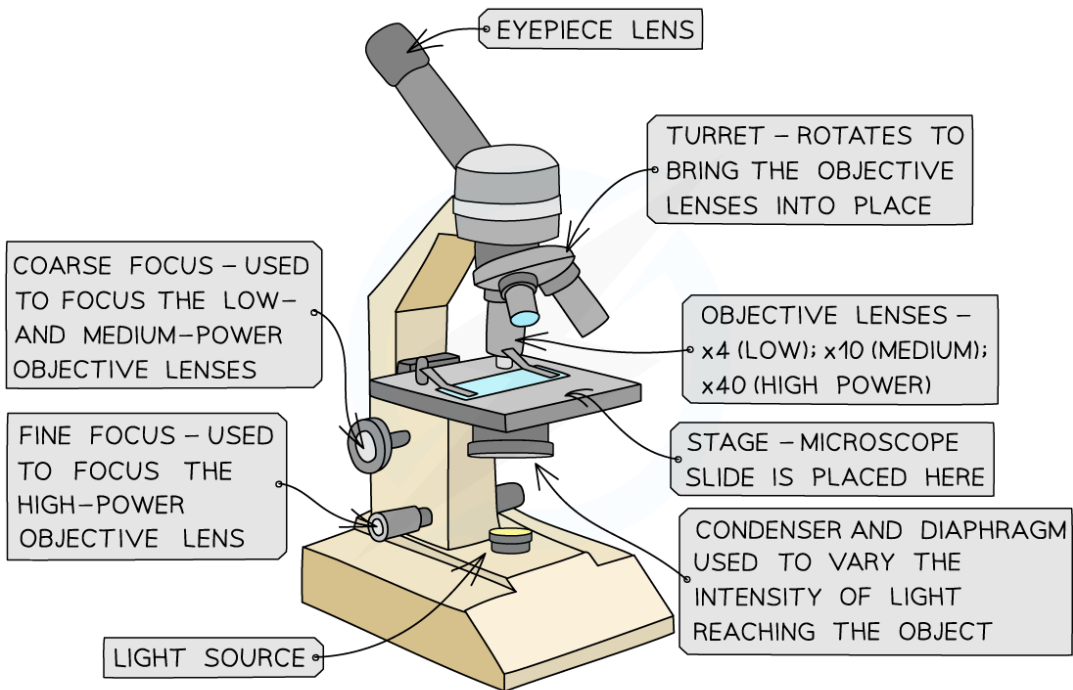 EYEPIECE LENS
TURRET – ROTATES TO
BRING THE OBJECTIVE
LENSES INTO PLACE
COARSE FOCUS – USED
TO FOCUS THE LOW–
AND MEDIUM–POWER
OBJECTIVE LENSES
OBJECTIVE LENSES –
x4 (LOW); x10 (MEDIUM);
x40 (HIGH POWER)
FINE FOCUS – USED
TO FOCUS THE
HIGH–POWER
OBJECTIVE LENS
STAGE – MICROSCOPE
SLIDE IS PLACED HERE
CONDENSER AND DIAPHRAGM
USED TO VARY THE
INTENSITY OF LIGHT
REACHING THE OBJECT
LIGHT SOURCE